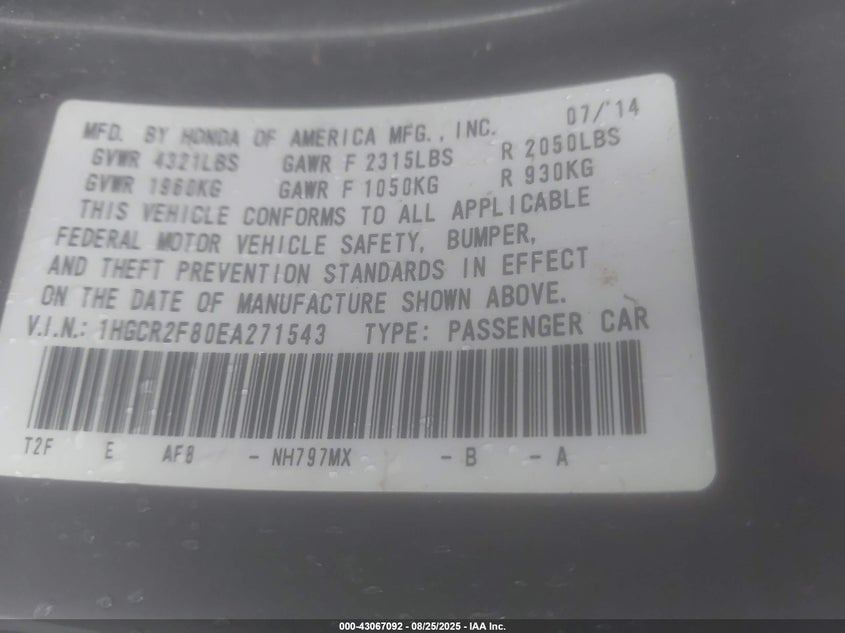 MFD. BY HONDA OF AMERICA MFG., INC. 07/'14
GVWR 4321LBS GAWR F 2315LBS R 2050LBS
GVWR 1960KG GAWR F 1050KG R 930KG
THIS VEHICLE CONFORMS TO ALL APPLICABLE
FEDERAL MOTOR VEHICLE SAFETY, BUMPER,
AND THEFT PREVENTION STANDARDS IN EFFECT
ON THE DATE OF MANUFACTURE SHOWN ABOVE.
V.I.N.: 1HGCR2F80EA271543 TYPE: PASSENGER CAR
T2F E AF8 - NH797MX - B - A
000-43067092 - 08/25/2025 - IAA Inc.